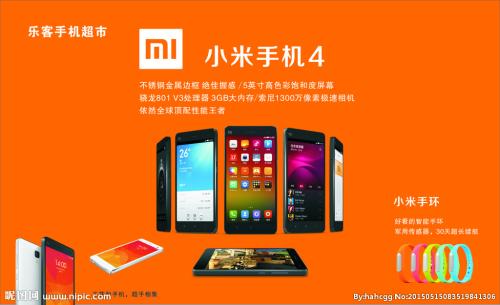 乐客手机超市
mi
小米手机4
不锈钢金属边框 绝佳握感 /5英寸高色彩饱和度屏幕
骁龙801 V3处理器 3GB大内存/索尼1300万像素极速相机
依然全球顶配性能王者
26°
小米手环
好看的智能手环
军用传感器，30天超长续航
昵图网
www.nipic.com
By:hahcgg No:20150515083519841306